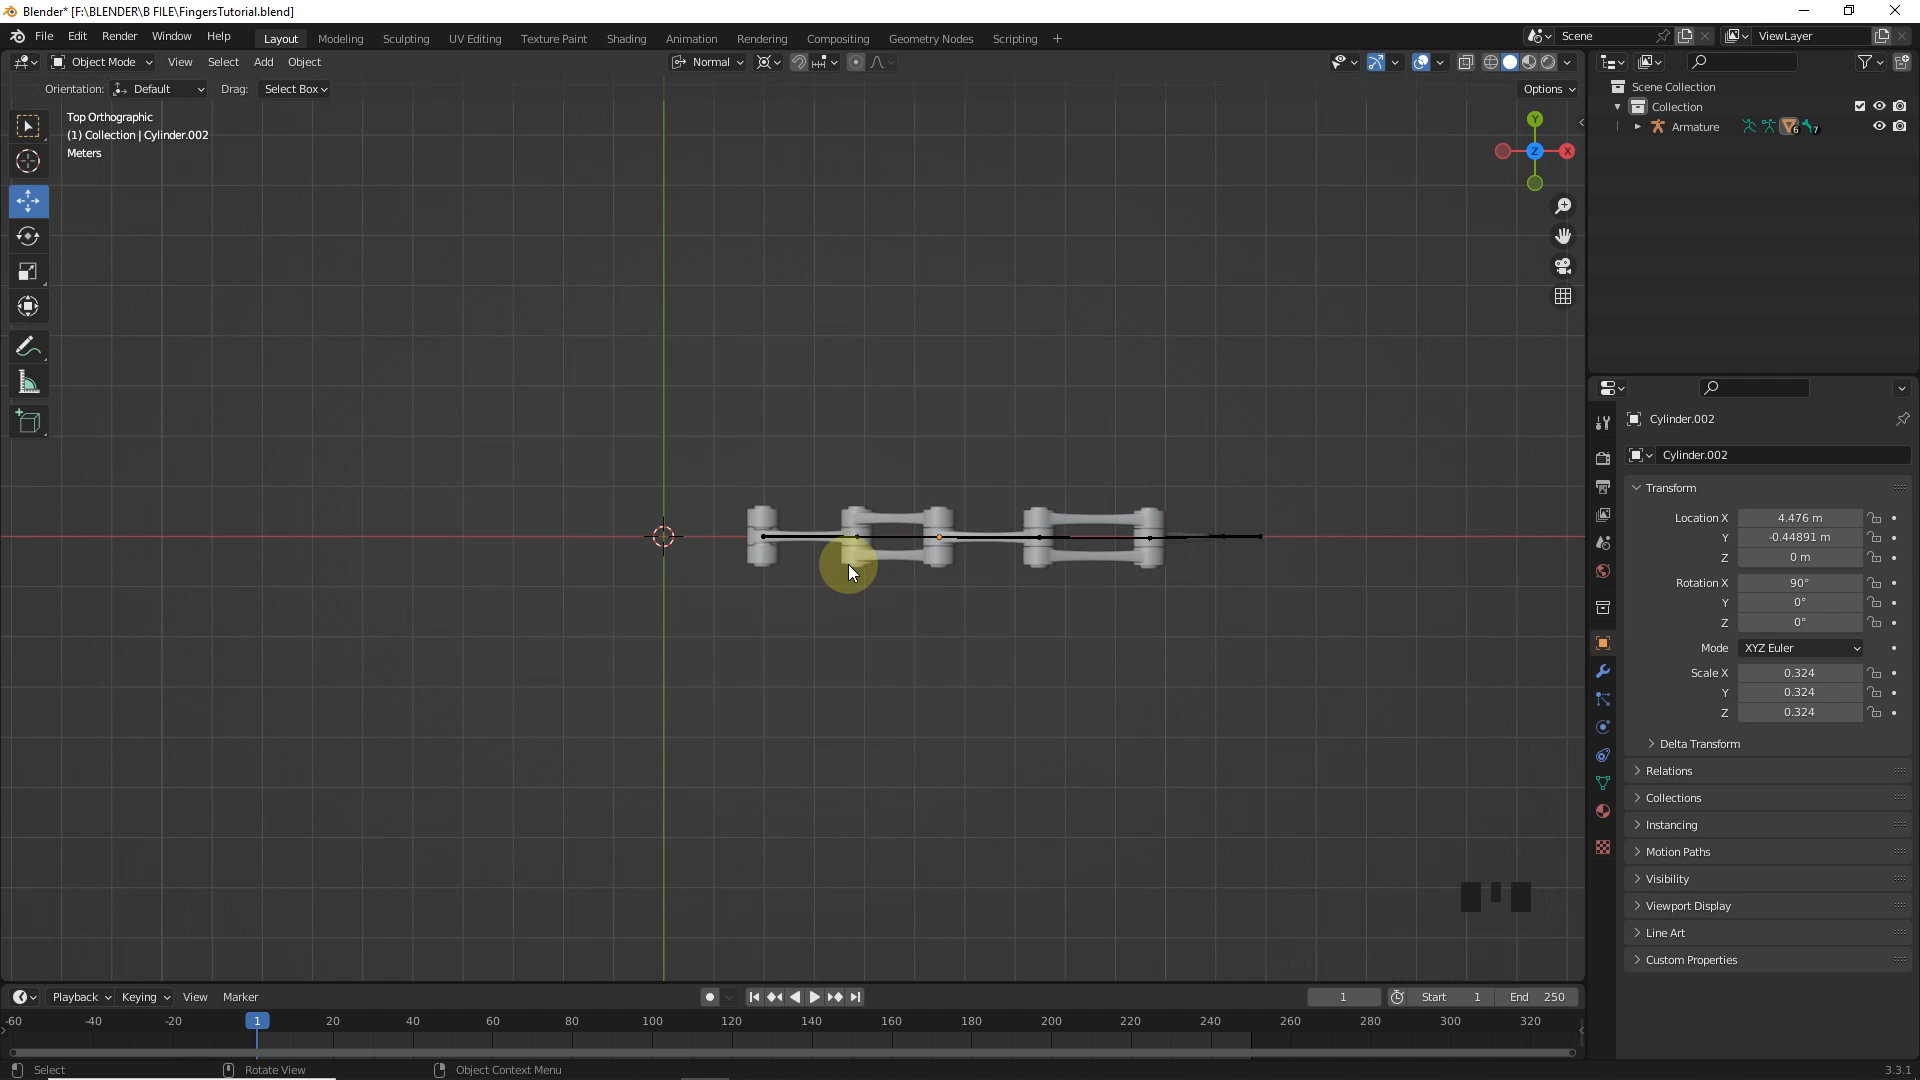 Blender* [F:\BLENDER\B FILE\FingersTutorial.blend]
File Edit Render Window Help Layout Modeling Sculpting UV Editing Texture Paint Shading Animation Rendering Compositing Geometry Nodes Scripting + Scene ViewLayer
Object Mode View Select Add Object Normal
Orientation: Default Drag: Select Box Options
Top Orthographic
(1) Collection | Cylinder.002
Meters
Y
Z X
Scene Collection
Collection
Armature 6 7
Cylinder.002
Cylinder.002
Transform
Location X 4.476 m
Y -0.44891 m
Z 0 m
Rotation X 90°
Y 0°
Z 0°
Mode XYZ Euler
Scale X 0.324
Y 0.324
Z 0.324
Delta Transform
Relations
Collections
Instancing
Motion Paths
Visibility
Viewport Display
Line Art
Custom Properties
Playback Keying View Marker 1 Start 1 End 250
-60 -40 -20 1 20 40 60 80 100 120 140 160 180 200 220 240 260 280 300 320
Select Rotate View Object Context Menu 3.3.1